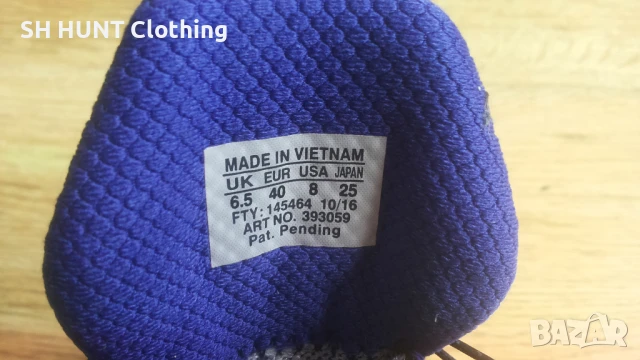 SH HUNT Clothing
MADE IN VIETNAM
UK EUR USA JAPAN
6.5 40 8 25
FTY: 145464 10/16
ART NO. 393059
Pat. Pending
BAZAR